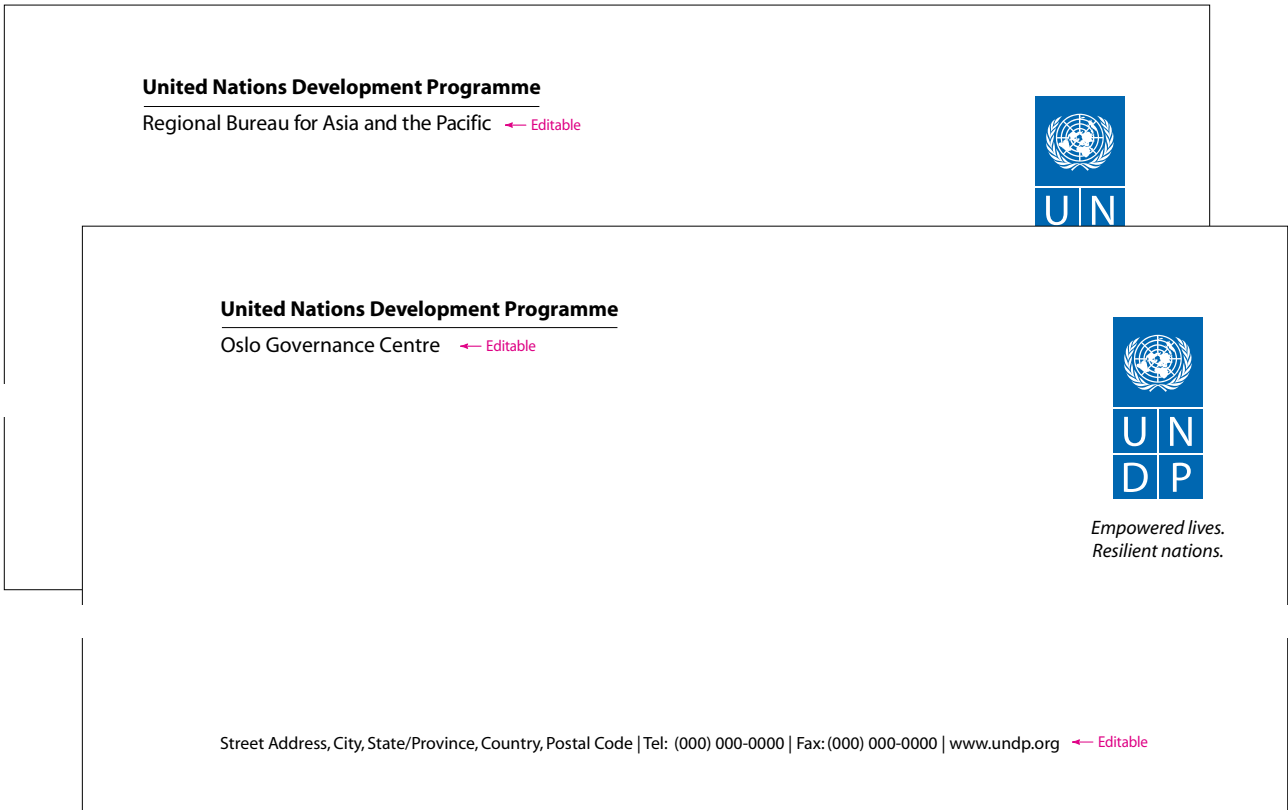 United Nations Development Programme
Regional Bureau for Asia and the Pacific ← Editable
U N
United Nations Development Programme
Oslo Governance Centre ← Editable
U N
D P
Empowered lives.
Resilient nations.
Street Address, City, State/Province, Country, Postal Code | Tel: (000) 000-0000 | Fax: (000) 000-0000 | www.undp.org ← Editable